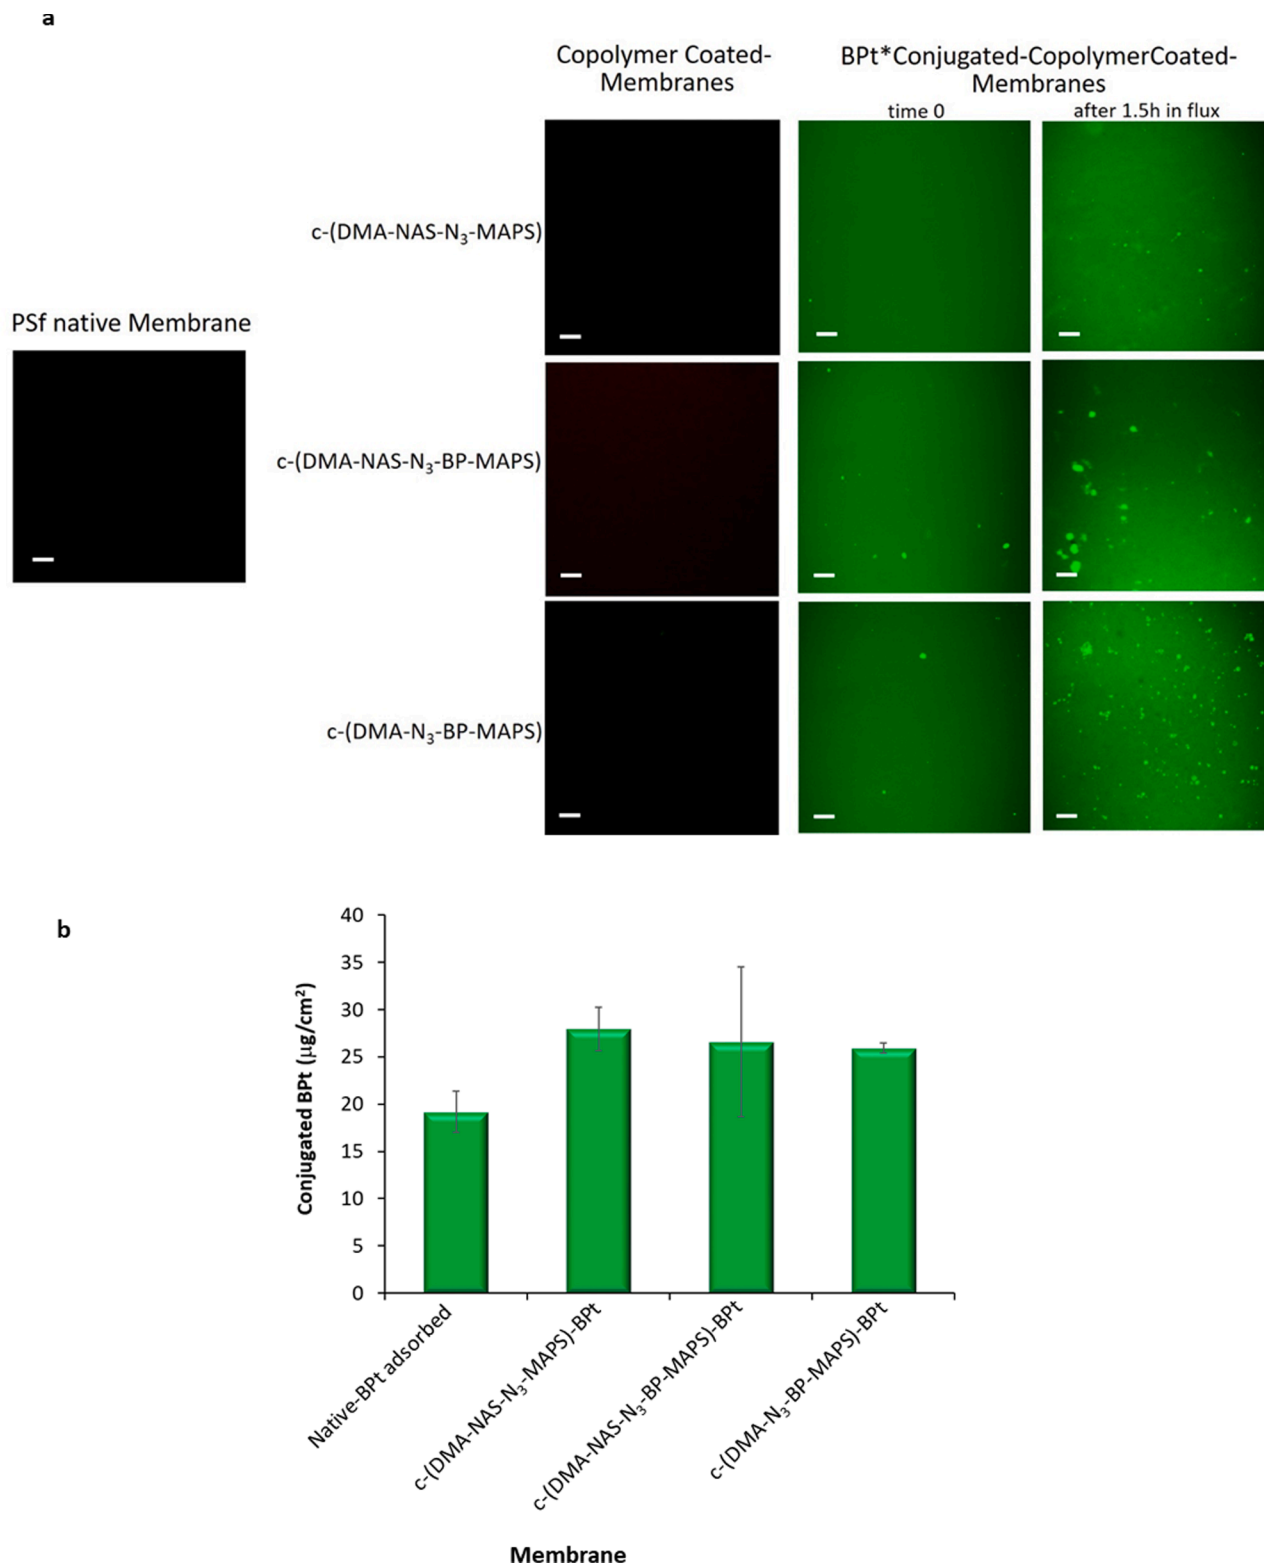 a
Copolymer Coated-
Membranes
BPt*Conjugated-CopolymerCoated-
Membranes
time 0
after 1.5h in flux
c-(DMA-NAS-N₃-MAPS)
PSf native Membrane
c-(DMA-NAS-N₃-BP-MAPS)
c-(DMA-N₃-BP-MAPS)
b
Conjugated BPt (µg/cm²)
40
35
30
25
20
15
10
5
0
Native-BPt adsorbed
c-(DMA-NAS-N₃-MAPS)-BPt
c-(DMA-NAS-N₃-BP-MAPS)-BPt
c-(DMA-N₃-BP-MAPS)-BPt
Membrane